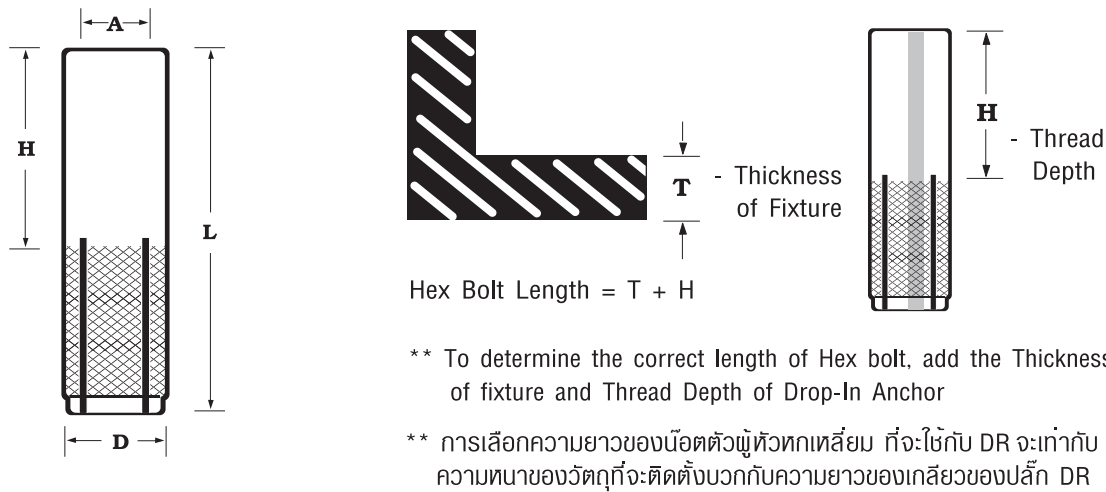 A
H
L
D
T
- Thickness
of Fixture
H
- Thread
Depth
Hex Bolt Length = T + H
** To determine the correct length of Hex bolt, add the Thickness
of fixture and Thread Depth of Drop-In Anchor
** การเลือกความยาวของน๊อตตัวผู้หัวหกเหลี่ยม ที่จะใช้กับ DR จะเท่ากับ
ความหนาของวัตถุที่จะติดตั้งบวกกับความยาวของเกลียวของปลั๊ก DR